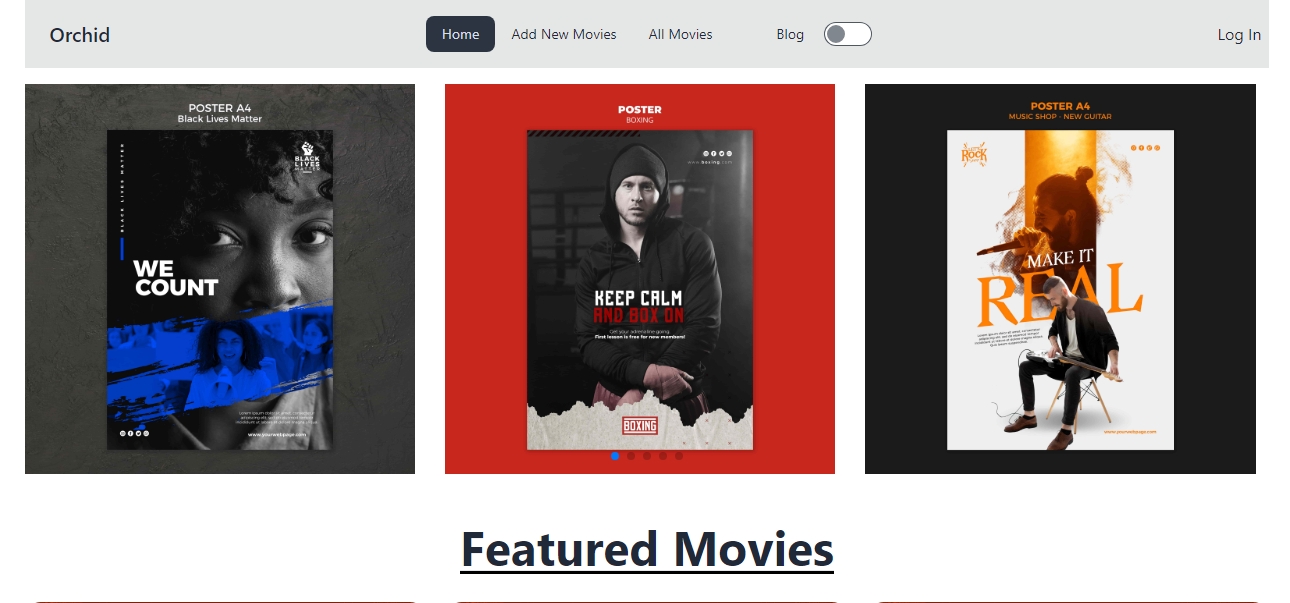 Orchid
Home
Add New Movies
All Movies
Blog
Log In
POSTER A4
Black Lives Matter
BLACK LIVES MATTER
BLACK
LIVES
MATTER
WE
COUNT
www.yourwebpage.com
POSTER
BOXING
www.boxing.com
KEEP CALM
AND BOX ON
Get your adrenaline going.
First lesson is free for new members!
BOXING
POSTER A4
MUSIC SHOP - NEW GUITAR
ROCK
MAKE IT
REAL
www.yourwebpage.com
Featured Movies